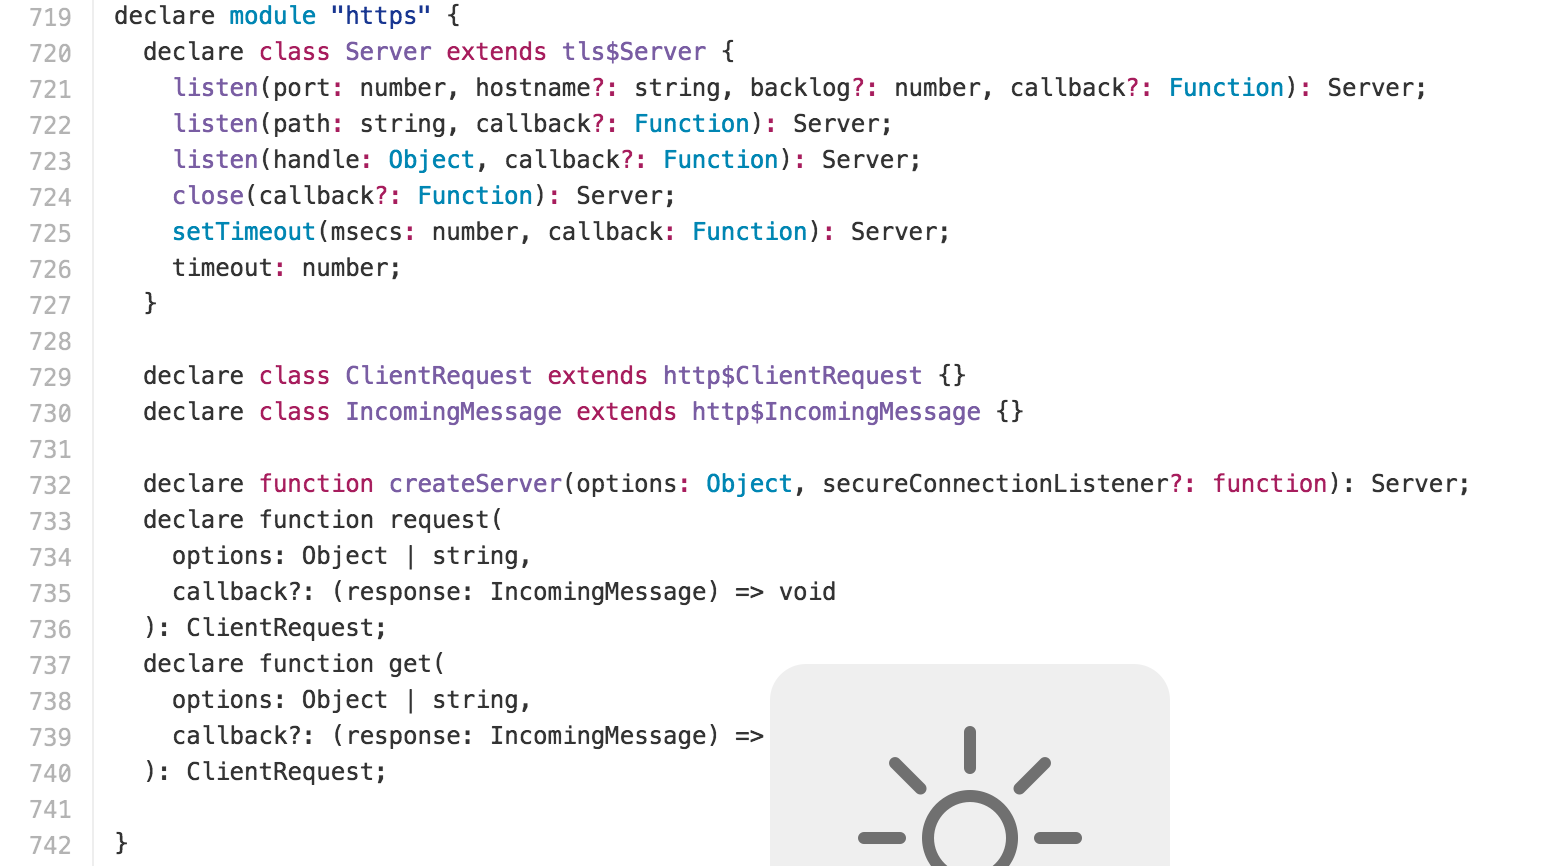 719 declare module "https" {
720   declare class Server extends tls$Server {
721     listen(port: number, hostname?: string, backlog?: number, callback?: Function): Server;
722     listen(path: string, callback?: Function): Server;
723     listen(handle: Object, callback?: Function): Server;
724     close(callback?: Function): Server;
725     setTimeout(msecs: number, callback: Function): Server;
726     timeout: number;
727   }
728
729   declare class ClientRequest extends http$ClientRequest {}
730   declare class IncomingMessage extends http$IncomingMessage {}
731
732   declare function createServer(options: Object, secureConnectionListener?: function): Server;
733   declare function request(
734     options: Object | string,
735     callback?: (response: IncomingMessage) => void
736   ): ClientRequest;
737   declare function get(
738     options: Object | string,
739     callback?: (response: IncomingMessage) =>
740   ): ClientRequest;
741
742 }